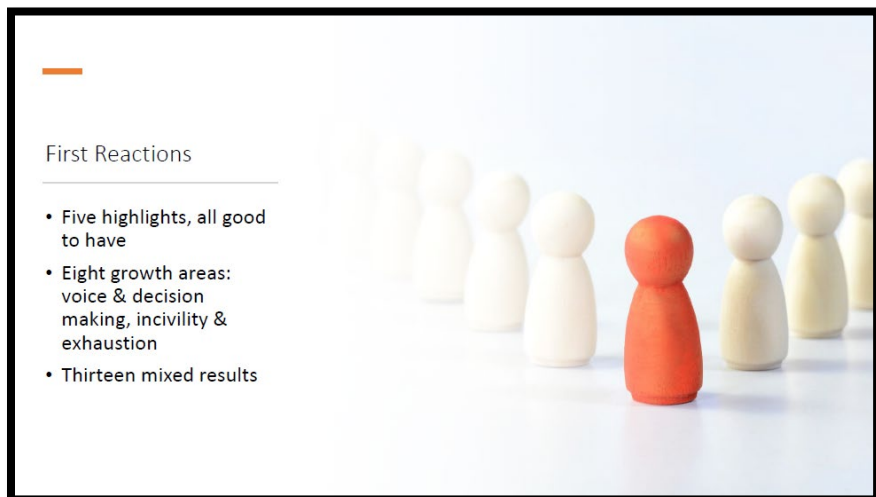 First Reactions
• Five highlights, all good
to have
• Eight growth areas:
voice & decision
making, incivility &
exhaustion
• Thirteen mixed results